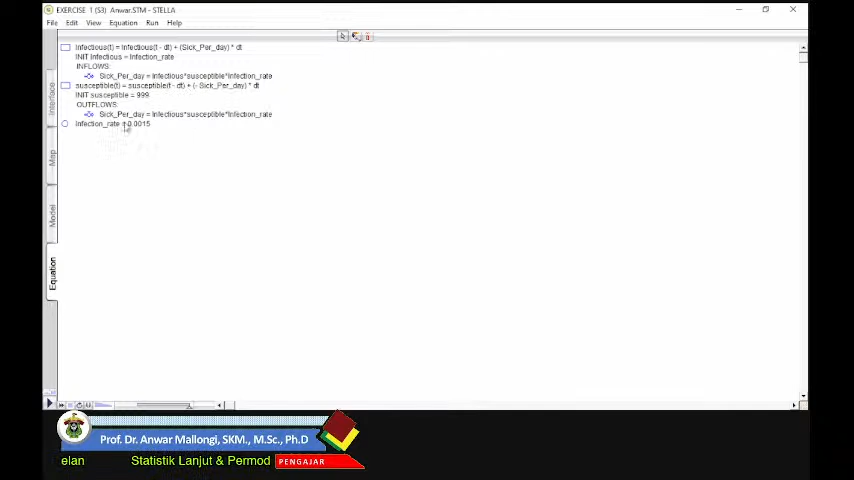 EXERCISE 1 (S3) Anwar.STM - STELLA
File Edit View Equation Run Help
Infectious(t) = Infectious(t - dt) + (Sick_Per_day) * dt
INIT Infectious = Infection_rate
INFLOWS:
Sick_Per_day = Infectious*susceptible*Infection_rate
susceptible(t) = susceptible(t - dt) + (- Sick_Per_day) * dt
INIT susceptible = 999
OUTFLOWS:
Sick_Per_day = Infectious*susceptible*Infection_rate
Infection_rate = 0.0015
Interface
Map
Model
Equation
Prof. Dr. Anwar Mallongi, SKM., M.Sc., Ph.D
elan Statistik Lanjut & Permod
PENGAJAR